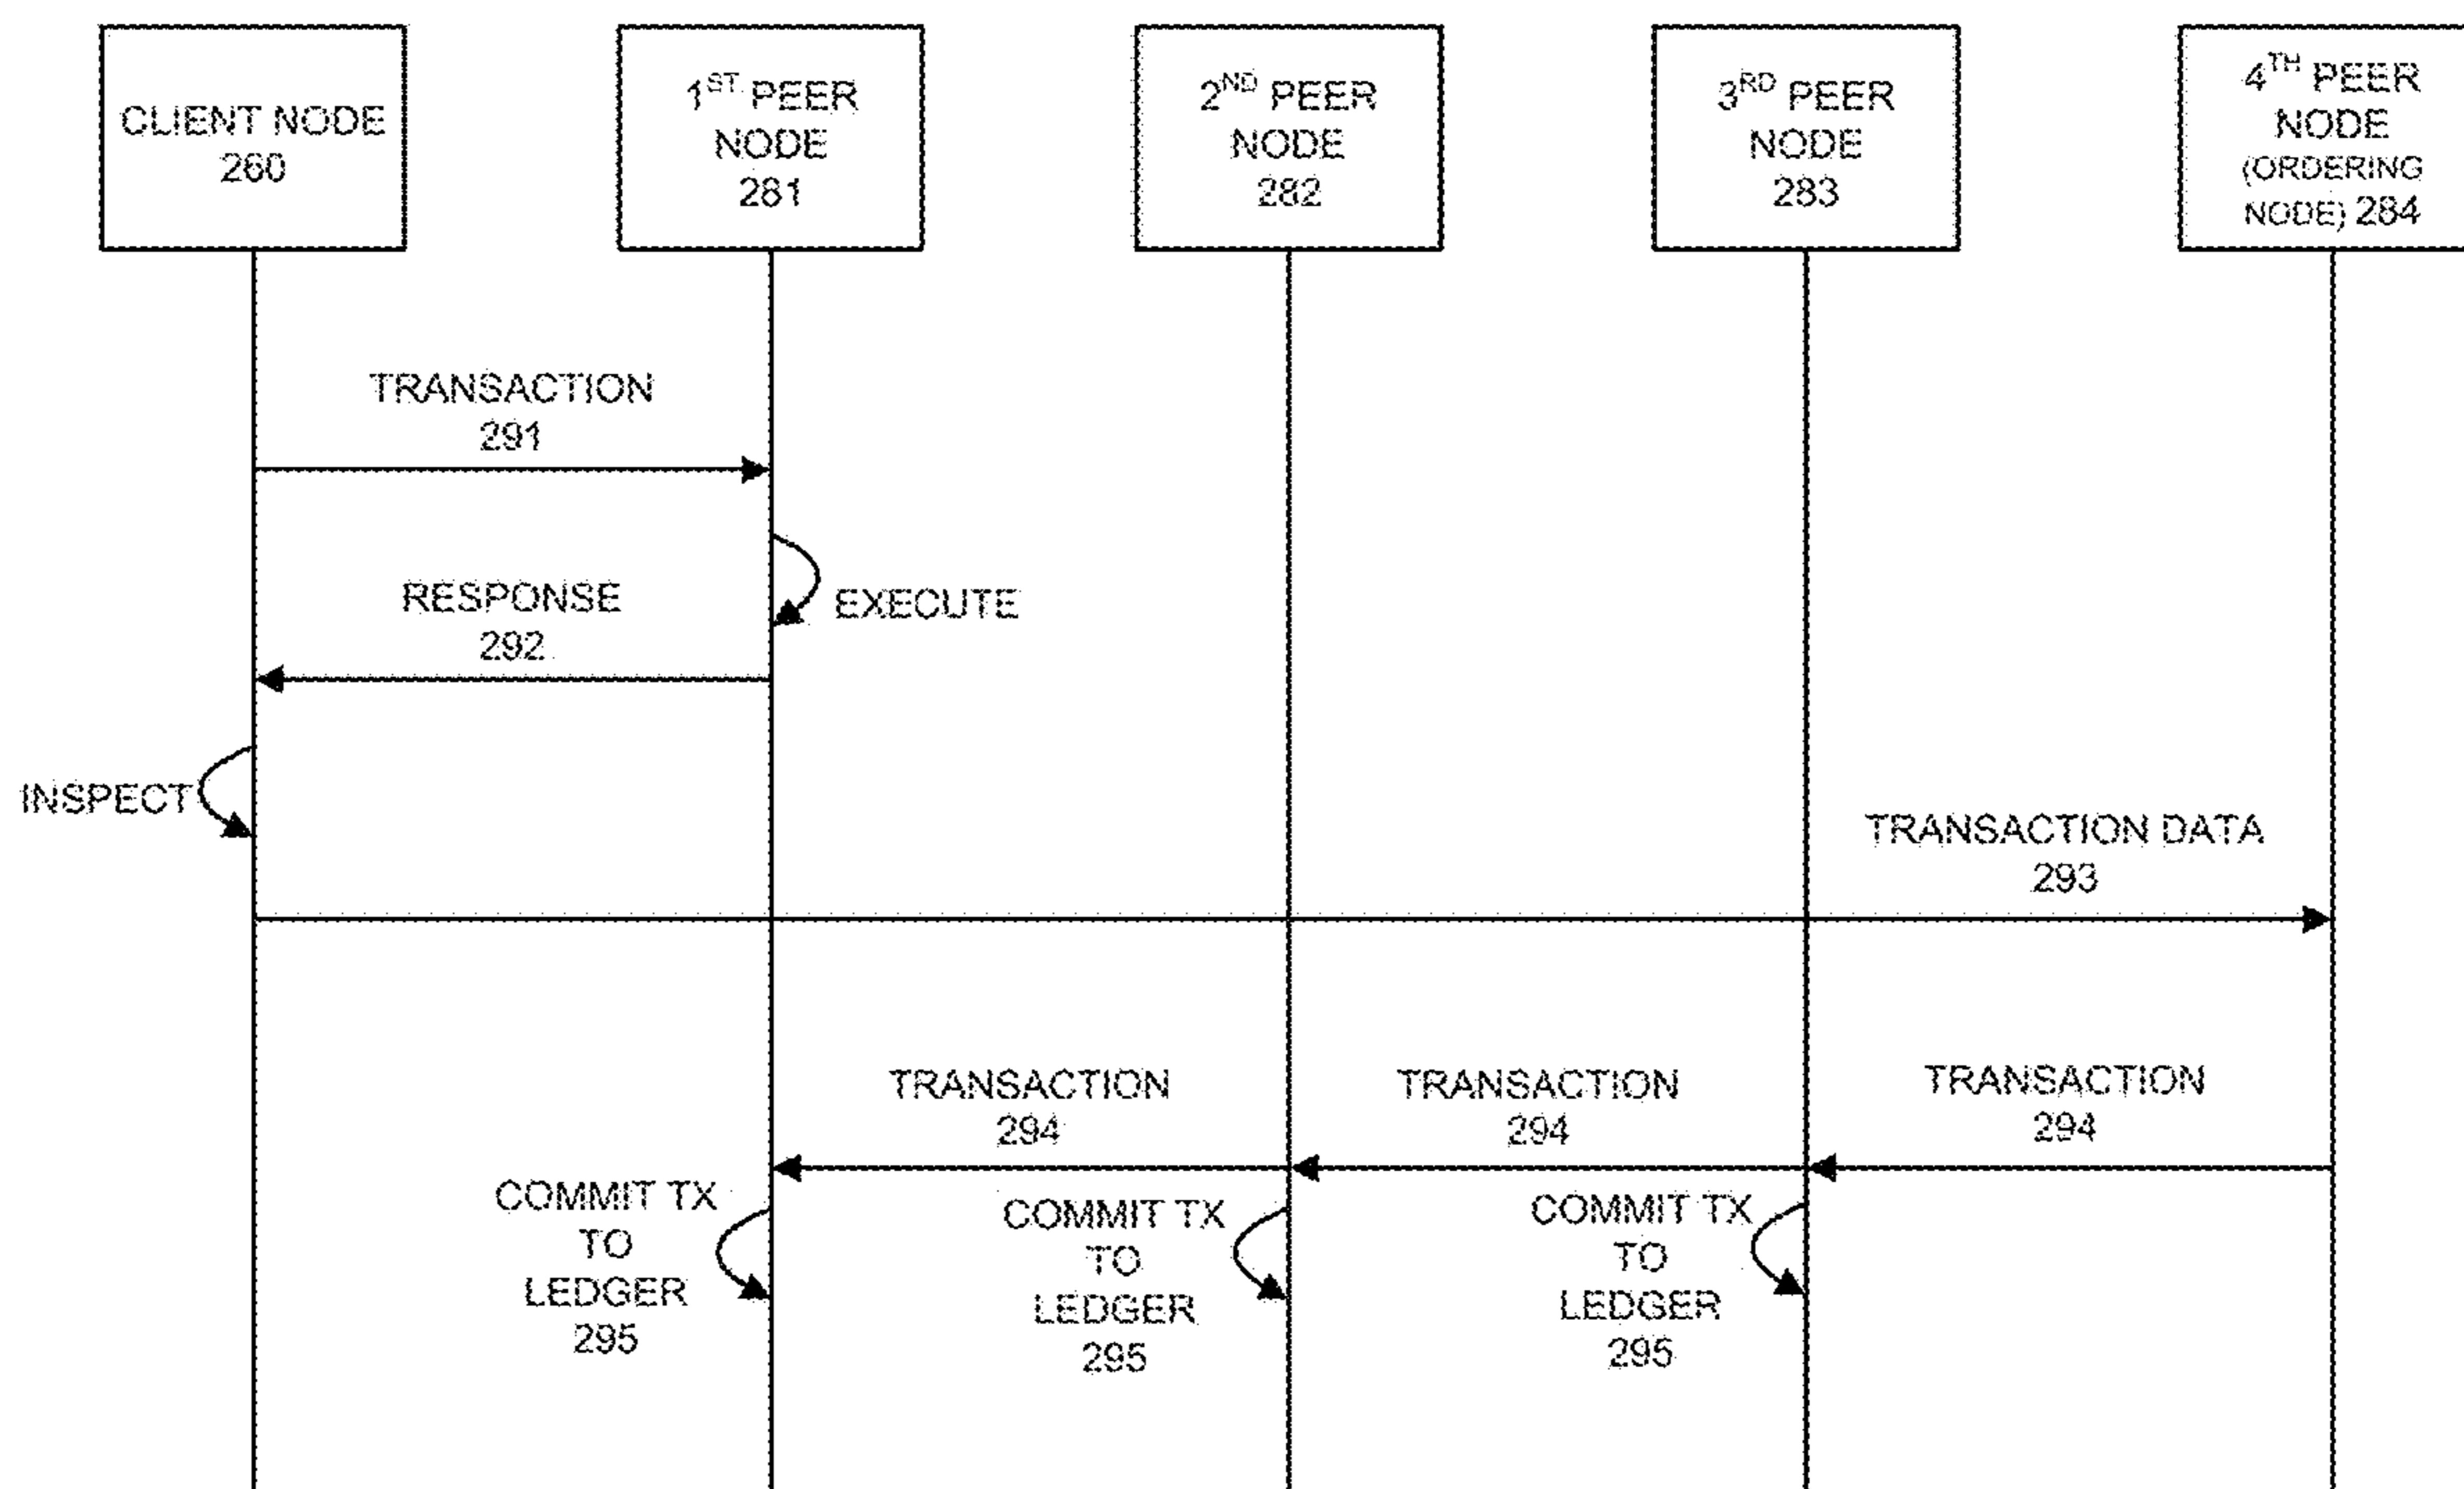 CLIENT NODE
260
1ST PEER
NODE
281
2ND PEER
NODE
282
3RD PEER
NODE
283
4TH PEER
NODE
(ORDERING
NODE) 284
TRANSACTION
291
EXECUTE
RESPONSE
292
INSPECT
TRANSACTION DATA
293
TRANSACTION
294
TRANSACTION
294
TRANSACTION
294
COMMIT TX
TO
LEDGER
295
COMMIT TX
TO
LEDGER
295
COMMIT TX
TO
LEDGER
295